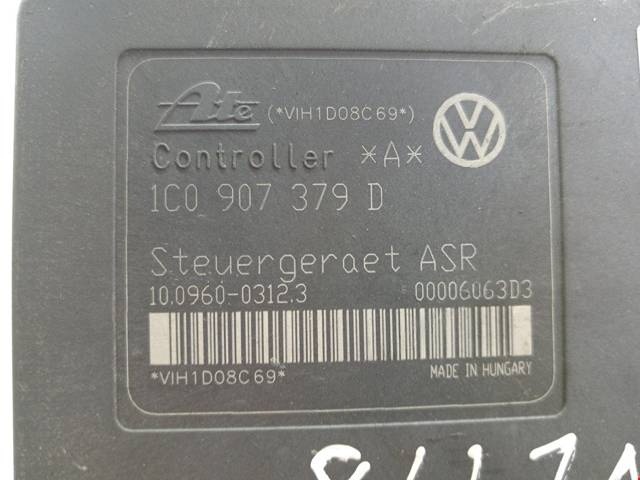 Ate (*VIH1D08C69*)
Controller *A*
1C0 907 379 D
Steuergeraet ASR
10.0960-0312.3 00006063D3
*VIH1D08C69* MADE IN HUNGARY